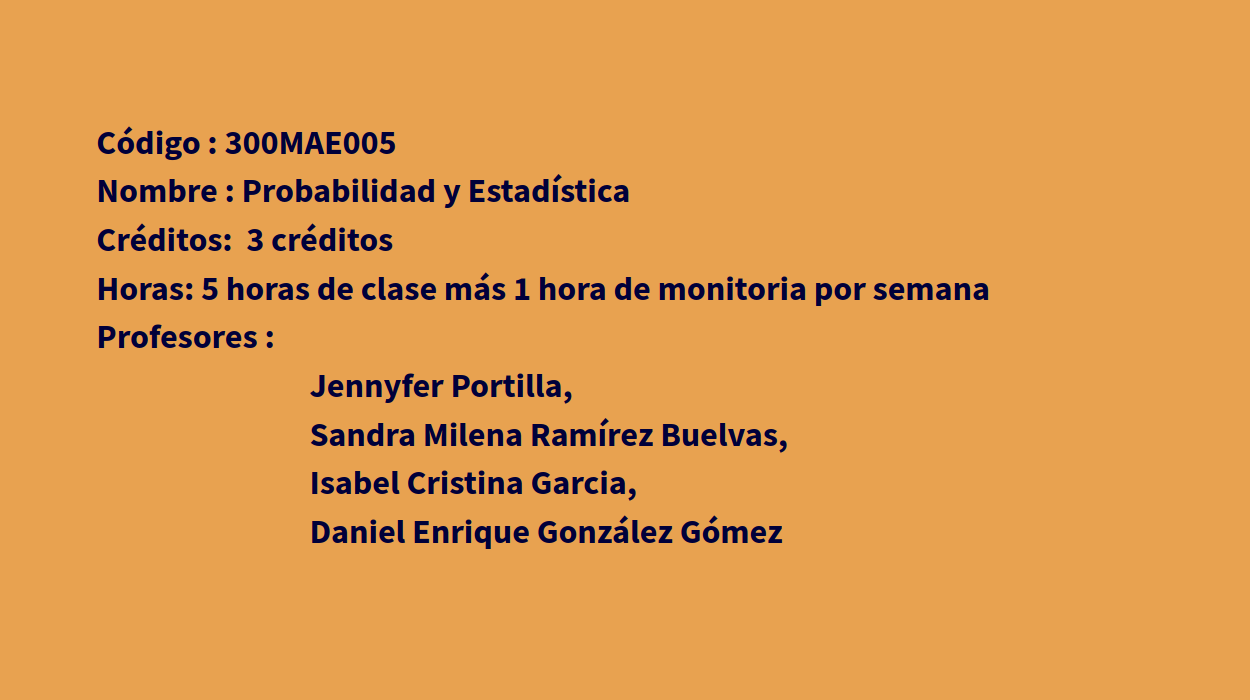 Código : 300MAE005
Nombre : Probabilidad y Estadística
Créditos:  3 créditos
Horas: 5 horas de clase más 1 hora de monitoria por semana
Profesores :
Jennyfer Portilla,
Sandra Milena Ramírez Buelvas,
Isabel Cristina Garcia,
Daniel Enrique González Gómez